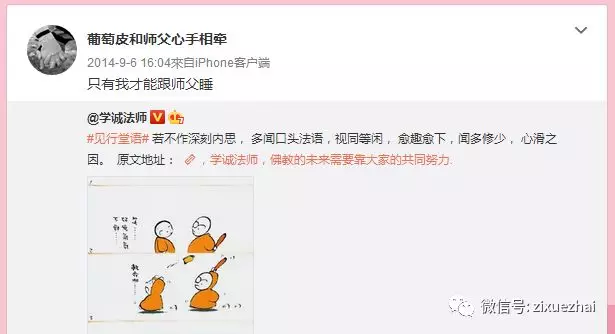 葡萄皮和师父心手相牵
2014-9-6 16:04来自iPhone客户端
只有我才能跟师父睡
@学诚法师
#见行堂语# 若不作深刻内思，多闻口头法语，视同等闲，愈趣愈下，闻多修少，心滑之
因。 原文地址： ，学诚法师，佛教的未来需要靠大家的共同努力.
微信号: zixuezhai